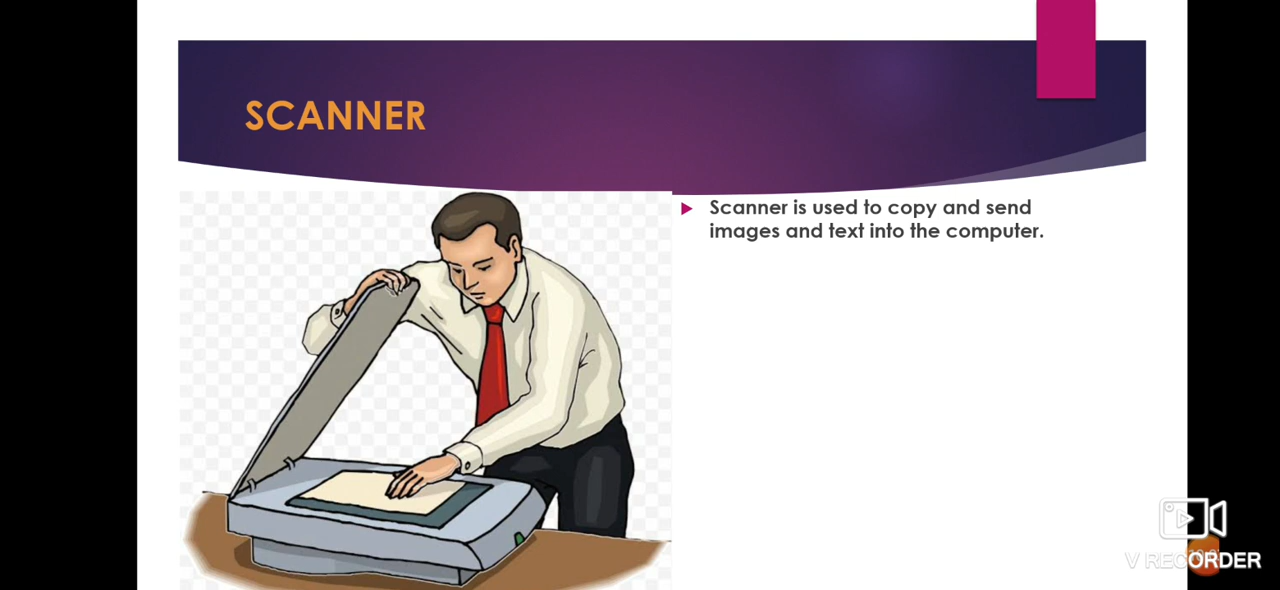 SCANNER
Scanner is used to copy and send
images and text into the computer.
V RECORDER